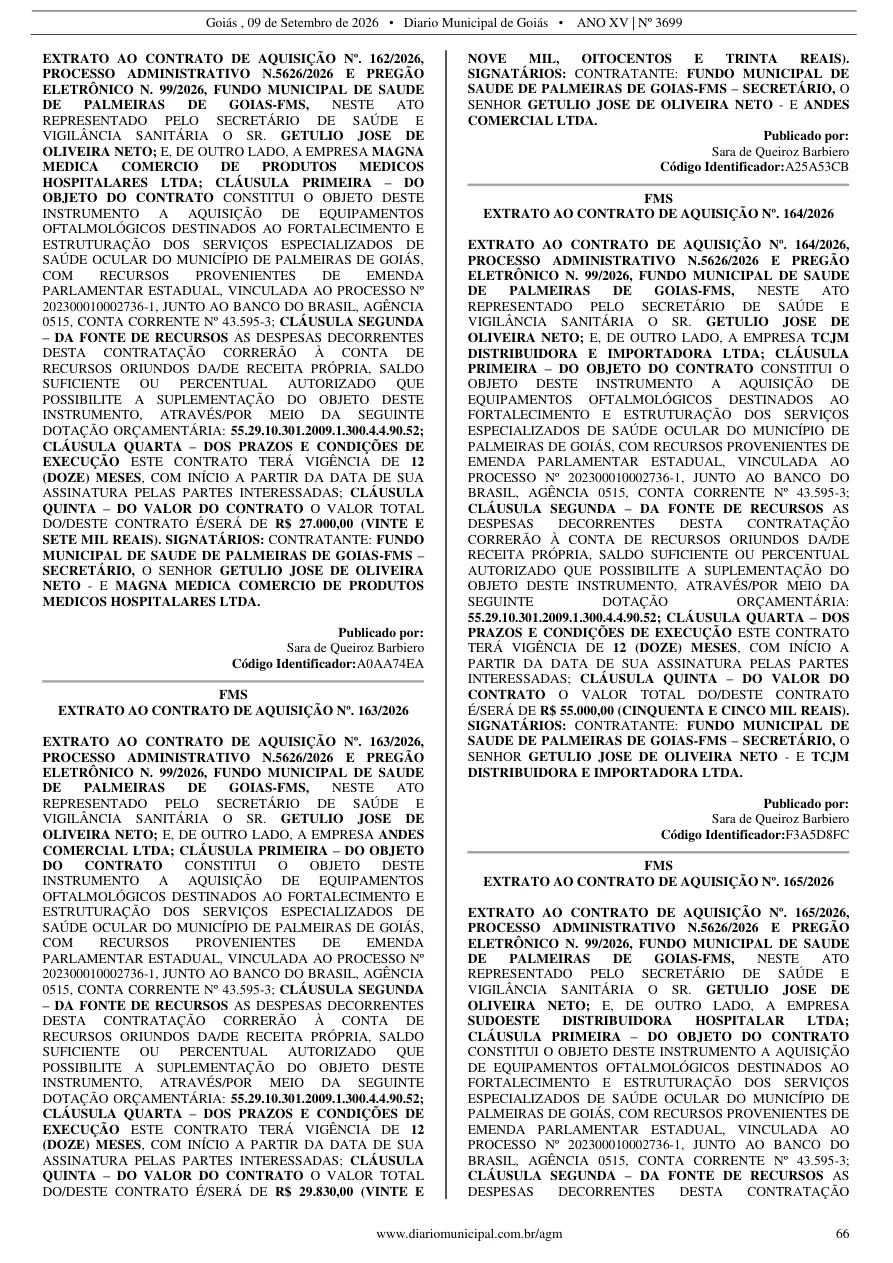 Goiás , 09 de Setembro de 2026 • Diario Municipal de Goiás • ANO XV | Nº 3699
EXTRATO AO CONTRATO DE AQUISIÇÃO Nº. 162/2026,
PROCESSO ADMINISTRATIVO N.5626/2026 E PREGÃO
ELETRÔNICO N. 99/2026, FUNDO MUNICIPAL DE SAUDE
DE PALMEIRAS DE GOIAS-FMS, NESTE ATO
REPRESENTADO PELO SECRETÁRIO DE SAÚDE E
VIGILÂNCIA SANITÁRIA O SR. GETULIO JOSE DE
OLIVEIRA NETO; E, DE OUTRO LADO, A EMPRESA MAGNA
MEDICA COMERCIO DE PRODUTOS MEDICOS
HOSPITALARES LTDA; CLÁUSULA PRIMEIRA – DO
OBJETO DO CONTRATO CONSTITUI O OBJETO DESTE
INSTRUMENTO A AQUISIÇÃO DE EQUIPAMENTOS
OFTALMOLÓGICOS DESTINADOS AO FORTALECIMENTO E
ESTRUTURAÇÃO DOS SERVIÇOS ESPECIALIZADOS DE
SAÚDE OCULAR DO MUNICÍPIO DE PALMEIRAS DE GOIÁS,
COM RECURSOS PROVENIENTES DE EMENDA
PARLAMENTAR ESTADUAL, VINCULADA AO PROCESSO Nº
202300010002736-1, JUNTO AO BANCO DO BRASIL, AGÊNCIA
0515, CONTA CORRENTE Nº 43.595-3; CLÁUSULA SEGUNDA
– DA FONTE DE RECURSOS AS DESPESAS DECORRENTES
DESTA CONTRATAÇÃO CORRERÃO À CONTA DE
RECURSOS ORIUNDOS DA/DE RECEITA PRÓPRIA, SALDO
SUFICIENTE OU PERCENTUAL AUTORIZADO QUE
POSSIBILITE A SUPLEMENTAÇÃO DO OBJETO DESTE
INSTRUMENTO, ATRAVÉS/POR MEIO DA SEGUINTE
DOTAÇÃO ORÇAMENTÁRIA: 55.29.10.301.2009.1.300.4.4.90.52;
CLÁUSULA QUARTA – DOS PRAZOS E CONDIÇÕES DE
EXECUÇÃO ESTE CONTRATO TERÁ VIGÊNCIA DE 12
(DOZE) MESES, COM INÍCIO A PARTIR DA DATA DE SUA
ASSINATURA PELAS PARTES INTERESSADAS; CLÁUSULA
QUINTA – DO VALOR DO CONTRATO O VALOR TOTAL
DO/DESTE CONTRATO É/SERÁ DE R$ 27.000,00 (VINTE E
SETE MIL REAIS). SIGNATÁRIOS: CONTRATANTE: FUNDO
MUNICIPAL DE SAUDE DE PALMEIRAS DE GOIAS-FMS –
SECRETÁRIO, O SENHOR GETULIO JOSE DE OLIVEIRA
NETO - E MAGNA MEDICA COMERCIO DE PRODUTOS
MEDICOS HOSPITALARES LTDA.
Publicado por:
Sara de Queiroz Barbiero
Código Identificador:A0AA74EA
FMS
EXTRATO AO CONTRATO DE AQUISIÇÃO Nº. 163/2026
EXTRATO AO CONTRATO DE AQUISIÇÃO Nº. 163/2026,
PROCESSO ADMINISTRATIVO N.5626/2026 E PREGÃO
ELETRÔNICO N. 99/2026, FUNDO MUNICIPAL DE SAUDE
DE PALMEIRAS DE GOIAS-FMS, NESTE ATO
REPRESENTADO PELO SECRETÁRIO DE SAÚDE E
VIGILÂNCIA SANITÁRIA O SR. GETULIO JOSE DE
OLIVEIRA NETO; E, DE OUTRO LADO, A EMPRESA ANDES
COMERCIAL LTDA; CLÁUSULA PRIMEIRA – DO OBJETO
DO CONTRATO CONSTITUI O OBJETO DESTE
INSTRUMENTO A AQUISIÇÃO DE EQUIPAMENTOS
OFTALMOLÓGICOS DESTINADOS AO FORTALECIMENTO E
ESTRUTURAÇÃO DOS SERVIÇOS ESPECIALIZADOS DE
SAÚDE OCULAR DO MUNICÍPIO DE PALMEIRAS DE GOIÁS,
COM RECURSOS PROVENIENTES DE EMENDA
PARLAMENTAR ESTADUAL, VINCULADA AO PROCESSO Nº
202300010002736-1, JUNTO AO BANCO DO BRASIL, AGÊNCIA
0515, CONTA CORRENTE Nº 43.595-3; CLÁUSULA SEGUNDA
– DA FONTE DE RECURSOS AS DESPESAS DECORRENTES
DESTA CONTRATAÇÃO CORRERÃO À CONTA DE
RECURSOS ORIUNDOS DA/DE RECEITA PRÓPRIA, SALDO
SUFICIENTE OU PERCENTUAL AUTORIZADO QUE
POSSIBILITE A SUPLEMENTAÇÃO DO OBJETO DESTE
INSTRUMENTO, ATRAVÉS/POR MEIO DA SEGUINTE
DOTAÇÃO ORÇAMENTÁRIA: 55.29.10.301.2009.1.300.4.4.90.52;
CLÁUSULA QUARTA – DOS PRAZOS E CONDIÇÕES DE
EXECUÇÃO ESTE CONTRATO TERÁ VIGÊNCIA DE 12
(DOZE) MESES, COM INÍCIO A PARTIR DA DATA DE SUA
ASSINATURA PELAS PARTES INTERESSADAS; CLÁUSULA
QUINTA – DO VALOR DO CONTRATO O VALOR TOTAL
DO/DESTE CONTRATO É/SERÁ DE R$ 29.830,00 (VINTE E
NOVE MIL, OITOCENTOS E TRINTA REAIS).
SIGNATÁRIOS: CONTRATANTE: FUNDO MUNICIPAL DE
SAUDE DE PALMEIRAS DE GOIAS-FMS – SECRETÁRIO, O
SENHOR GETULIO JOSE DE OLIVEIRA NETO - E ANDES
COMERCIAL LTDA.
Publicado por:
Sara de Queiroz Barbiero
Código Identificador:A25A53CB
FMS
EXTRATO AO CONTRATO DE AQUISIÇÃO Nº. 164/2026
EXTRATO AO CONTRATO DE AQUISIÇÃO Nº. 164/2026,
PROCESSO ADMINISTRATIVO N.5626/2026 E PREGÃO
ELETRÔNICO N. 99/2026, FUNDO MUNICIPAL DE SAUDE
DE PALMEIRAS DE GOIAS-FMS, NESTE ATO
REPRESENTADO PELO SECRETÁRIO DE SAÚDE E
VIGILÂNCIA SANITÁRIA O SR. GETULIO JOSE DE
OLIVEIRA NETO; E, DE OUTRO LADO, A EMPRESA TCJM
DISTRIBUIDORA E IMPORTADORA LTDA; CLÁUSULA
PRIMEIRA – DO OBJETO DO CONTRATO CONSTITUI O
OBJETO DESTE INSTRUMENTO A AQUISIÇÃO DE
EQUIPAMENTOS OFTALMOLÓGICOS DESTINADOS AO
FORTALECIMENTO E ESTRUTURAÇÃO DOS SERVIÇOS
ESPECIALIZADOS DE SAÚDE OCULAR DO MUNICÍPIO DE
PALMEIRAS DE GOIÁS, COM RECURSOS PROVENIENTES DE
EMENDA PARLAMENTAR ESTADUAL, VINCULADA AO
PROCESSO Nº 202300010002736-1, JUNTO AO BANCO DO
BRASIL, AGÊNCIA 0515, CONTA CORRENTE Nº 43.595-3;
CLÁUSULA SEGUNDA – DA FONTE DE RECURSOS AS
DESPESAS DECORRENTES DESTA CONTRATAÇÃO
CORRERÃO À CONTA DE RECURSOS ORIUNDOS DA/DE
RECEITA PRÓPRIA, SALDO SUFICIENTE OU PERCENTUAL
AUTORIZADO QUE POSSIBILITE A SUPLEMENTAÇÃO DO
OBJETO DESTE INSTRUMENTO, ATRAVÉS/POR MEIO DA
SEGUINTE DOTAÇÃO ORÇAMENTÁRIA:
55.29.10.301.2009.1.300.4.4.90.52; CLÁUSULA QUARTA – DOS
PRAZOS E CONDIÇÕES DE EXECUÇÃO ESTE CONTRATO
TERÁ VIGÊNCIA DE 12 (DOZE) MESES, COM INÍCIO A
PARTIR DA DATA DE SUA ASSINATURA PELAS PARTES
INTERESSADAS; CLÁUSULA QUINTA – DO VALOR DO
CONTRATO O VALOR TOTAL DO/DESTE CONTRATO
É/SERÁ DE R$ 55.000,00 (CINQUENTA E CINCO MIL REAIS).
SIGNATÁRIOS: CONTRATANTE: FUNDO MUNICIPAL DE
SAUDE DE PALMEIRAS DE GOIAS-FMS – SECRETÁRIO, O
SENHOR GETULIO JOSE DE OLIVEIRA NETO - E TCJM
DISTRIBUIDORA E IMPORTADORA LTDA.
Publicado por:
Sara de Queiroz Barbiero
Código Identificador:F3A5D8FC
FMS
EXTRATO AO CONTRATO DE AQUISIÇÃO Nº. 165/2026
EXTRATO AO CONTRATO DE AQUISIÇÃO Nº. 165/2026,
PROCESSO ADMINISTRATIVO N.5626/2026 E PREGÃO
ELETRÔNICO N. 99/2026, FUNDO MUNICIPAL DE SAUDE
DE PALMEIRAS DE GOIAS-FMS, NESTE ATO
REPRESENTADO PELO SECRETÁRIO DE SAÚDE E
VIGILÂNCIA SANITÁRIA O SR. GETULIO JOSE DE
OLIVEIRA NETO; E, DE OUTRO LADO, A EMPRESA
SUDOESTE DISTRIBUIDORA HOSPITALAR LTDA;
CLÁUSULA PRIMEIRA – DO OBJETO DO CONTRATO
CONSTITUI O OBJETO DESTE INSTRUMENTO A AQUISIÇÃO
DE EQUIPAMENTOS OFTALMOLÓGICOS DESTINADOS AO
FORTALECIMENTO E ESTRUTURAÇÃO DOS SERVIÇOS
ESPECIALIZADOS DE SAÚDE OCULAR DO MUNICÍPIO DE
PALMEIRAS DE GOIÁS, COM RECURSOS PROVENIENTES DE
EMENDA PARLAMENTAR ESTADUAL, VINCULADA AO
PROCESSO Nº 202300010002736-1, JUNTO AO BANCO DO
BRASIL, AGÊNCIA 0515, CONTA CORRENTE Nº 43.595-3;
CLÁUSULA SEGUNDA – DA FONTE DE RECURSOS AS
DESPESAS DECORRENTES DESTA CONTRATAÇÃO
www.diariomunicipal.com.br/agm 66